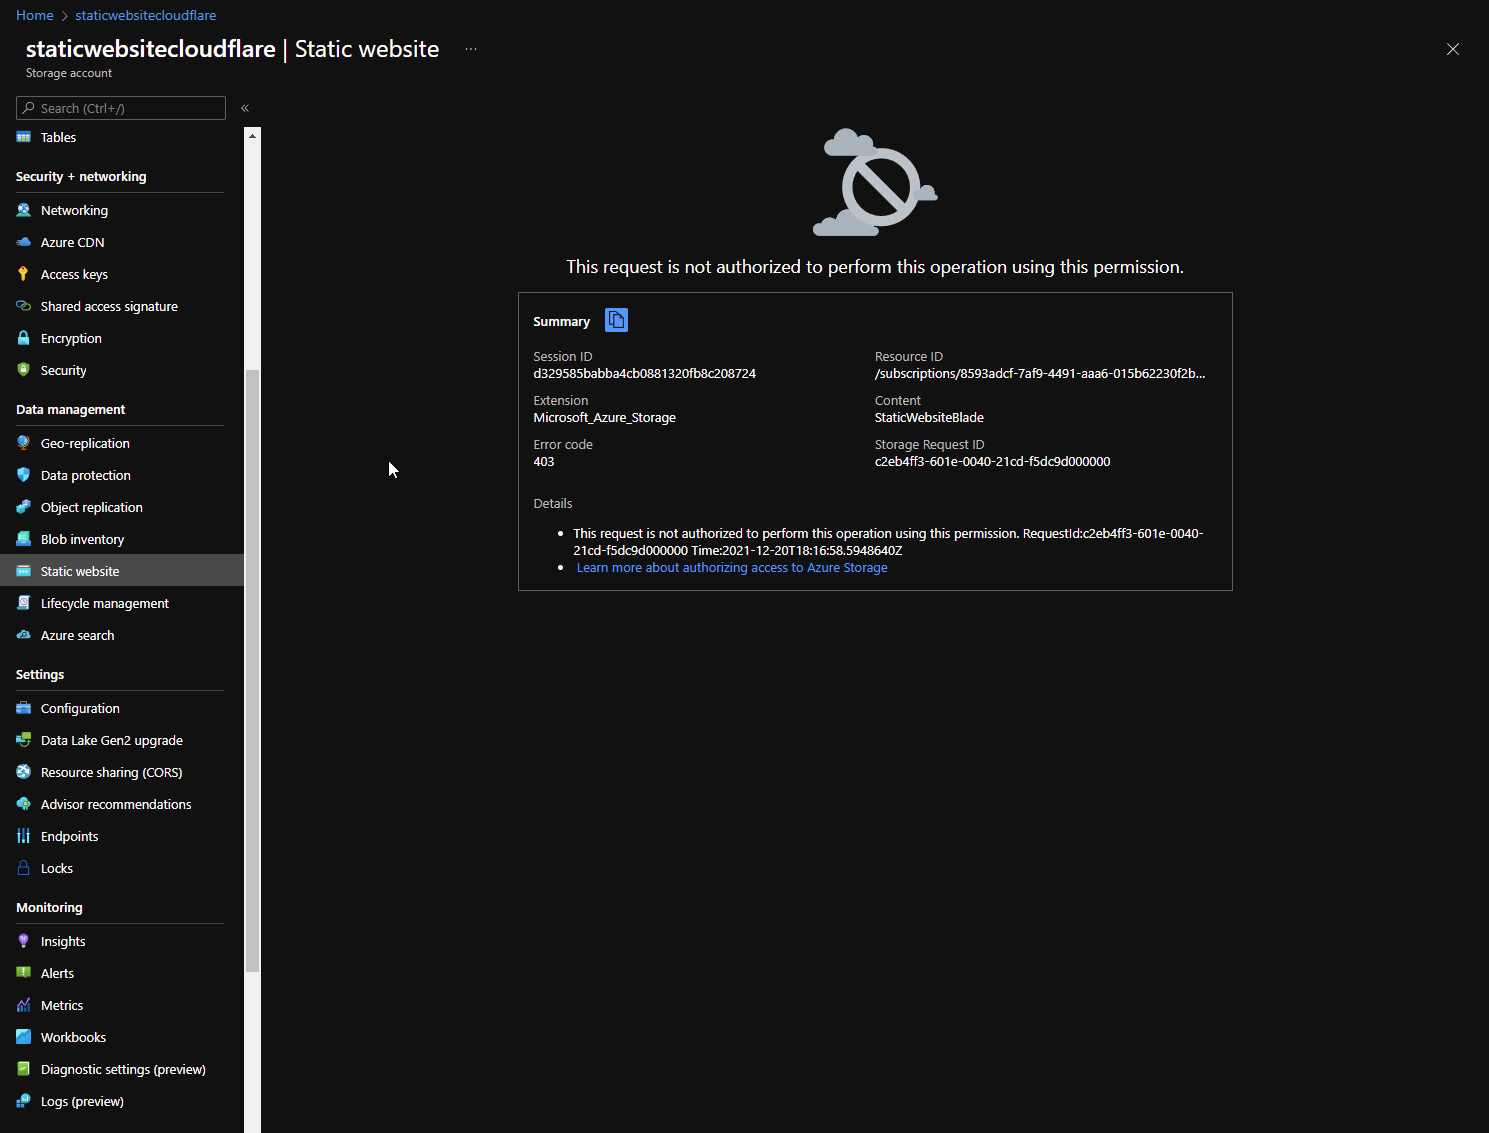 Home > staticwebsitecloudflare
staticwebsitecloudflare | Static website ...
Storage account
Search (Ctrl+/)
«
Tables
Security + networking
Networking
Azure CDN
Access keys
Shared access signature
Encryption
Security
Data management
Geo-replication
Data protection
Object replication
Blob inventory
Static website
Lifecycle management
Azure search
Settings
Configuration
Data Lake Gen2 upgrade
Resource sharing (CORS)
Advisor recommendations
Endpoints
Locks
Monitoring
Insights
Alerts
Metrics
Workbooks
Diagnostic settings (preview)
Logs (preview)
This request is not authorized to perform this operation using this permission.
Summary
Session ID
d329585babba4cb0881320fb8c208724
Resource ID
/subscriptions/8593adcf-7af9-4491-aaa6-015b62230f2b...
Extension
Microsoft_Azure_Storage
Content
StaticWebsiteBlade
Error code
403
Storage Request ID
c2eb4ff3-601e-0040-21cd-f5dc9d000000
Details
• This request is not authorized to perform this operation using this permission. RequestId:c2eb4ff3-601e-0040-
21cd-f5dc9d000000 Time:2021-12-20T18:16:58.5948640Z
• Learn more about authorizing access to Azure Storage